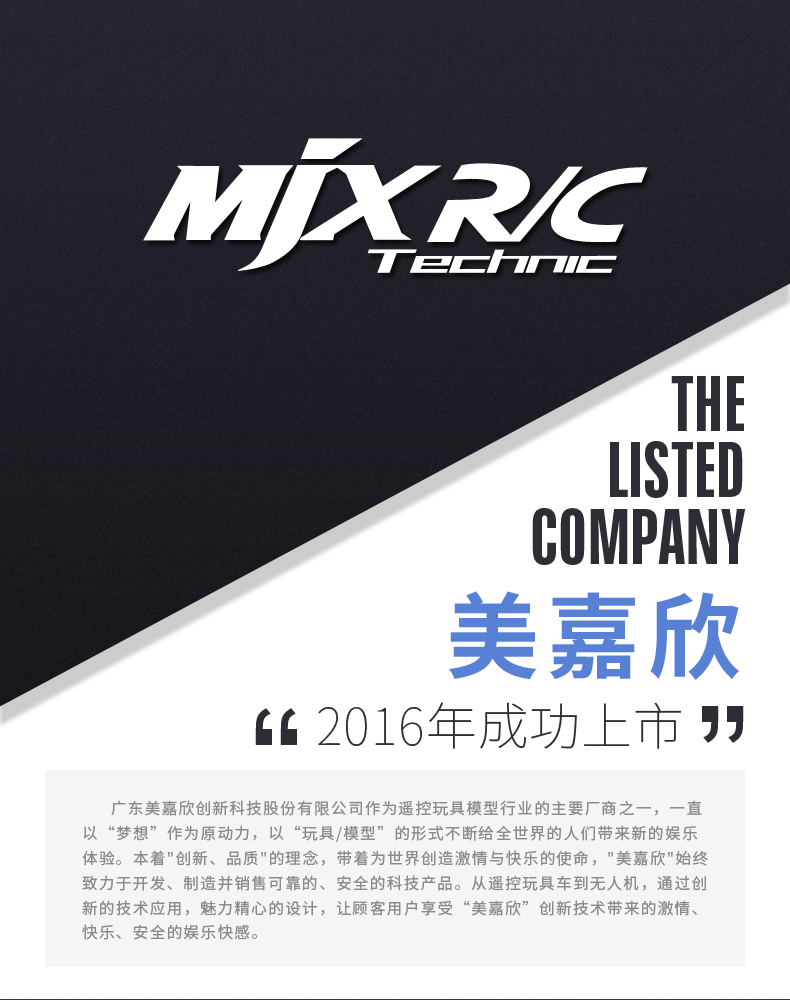 MJX R/C
Technic
THE
LISTED
COMPANY
美嘉欣
“ 2016年成功上市 ”
广东美嘉欣创新科技股份有限公司作为遥控玩具模型行业的主要厂商之一，一直
以“梦想”作为原动力，以“玩具/模型”的形式不断给全世界的人们带来新的娱乐
体验。本着"创新、品质"的理念，带着为世界创造激情与快乐的使命，"美嘉欣"始终
致力于开发、制造并销售可靠的、安全的科技产品。从遥控玩具车到无人机，通过创
新的技术应用，魅力精心的设计，让顾客用户享受“美嘉欣”创新技术带来的激情、
快乐、安全的娱乐快感。